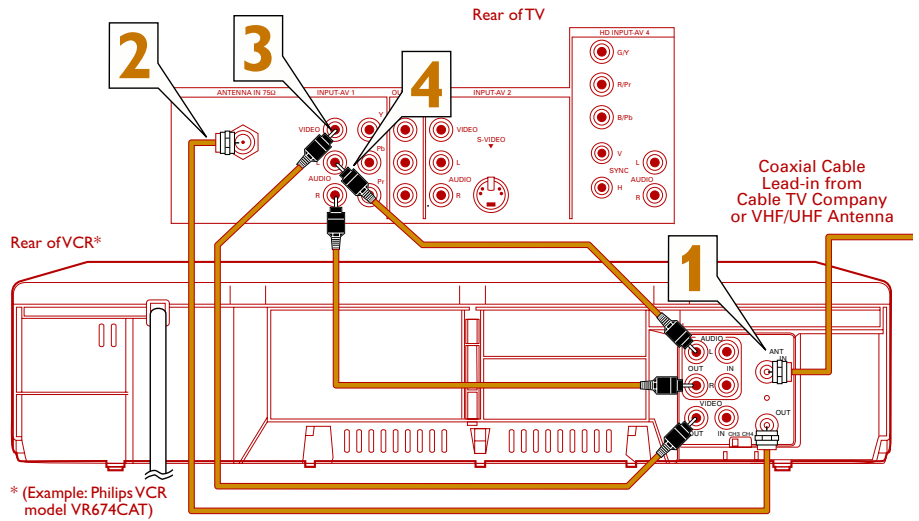 Rear of TV
HD INPUT-AV 4
G/Y
R/Pr
B/Pb
V
SYNC
H
L
AUDIO
R
2
3
4
ANTENNA IN 75Ω
INPUT-AV 1
OU
INPUT-AV 2
VIDEO
Y
L
Pb
AUDIO
R
Pr
VIDEO
L
AUDIO
R
S-VIDEO
Coaxial Cable
Lead-in from
Cable TV Company
or VHF/UHF Antenna
Rear of VCR*
1
AUDIO
L
OUT
IN
R
VIDEO
OUT
IN
CH3 CH4
ANT
IN
OUT
* (Example: Philips VCR
model VR674CAT)